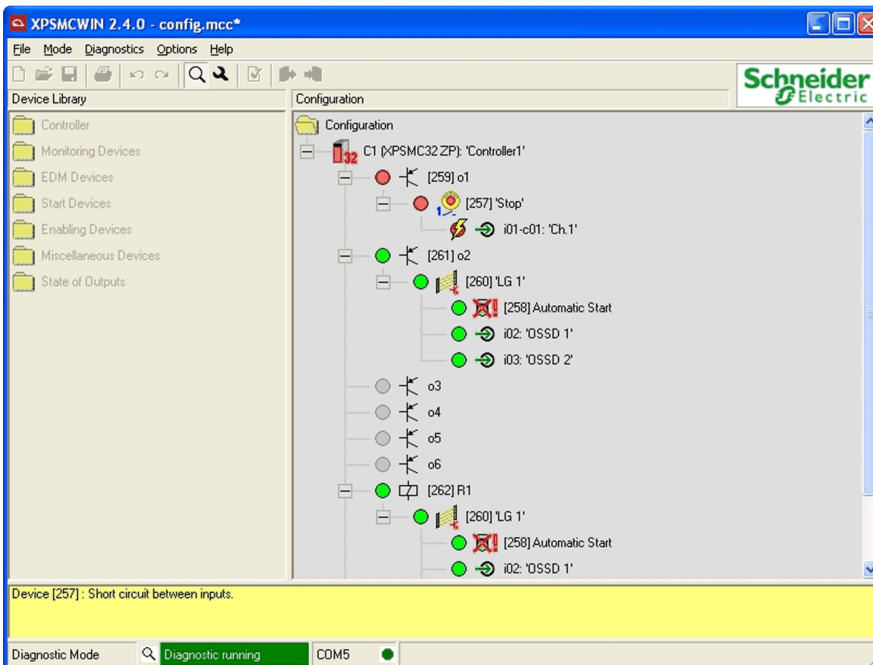 XPSMCWIN 2.4.0 - config.mcc*
File Mode Diagnostics Options Help
Schneider
Electric
Device Library
Configuration
Controller
Monitoring Devices
EDM Devices
Start Devices
Enabling Devices
Miscellaneous Devices
State of Outputs
Configuration
32 C1 (XPSMC32 ZP): 'Controller1'
[259] o1
[257] 'Stop'
i01-c01: 'Ch.1'
[261] o2
[260] 'LG 1'
[258] Automatic Start
i02: 'OSSD 1'
i03: 'OSSD 2'
o3
o4
o5
o6
[262] R1
[260] 'LG 1'
[258] Automatic Start
i02: 'OSSD 1'
Device [257] : Short circuit between inputs.
Diagnostic Mode Diagnostic running COM5